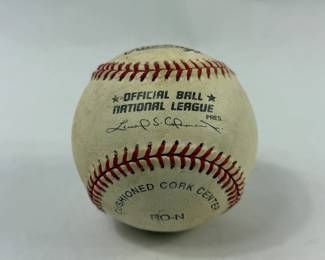 ★ OFFICIAL BALL ★
NATIONAL LEAGUE
PRES.
CUSHIONED CORK CENTER
RO-N